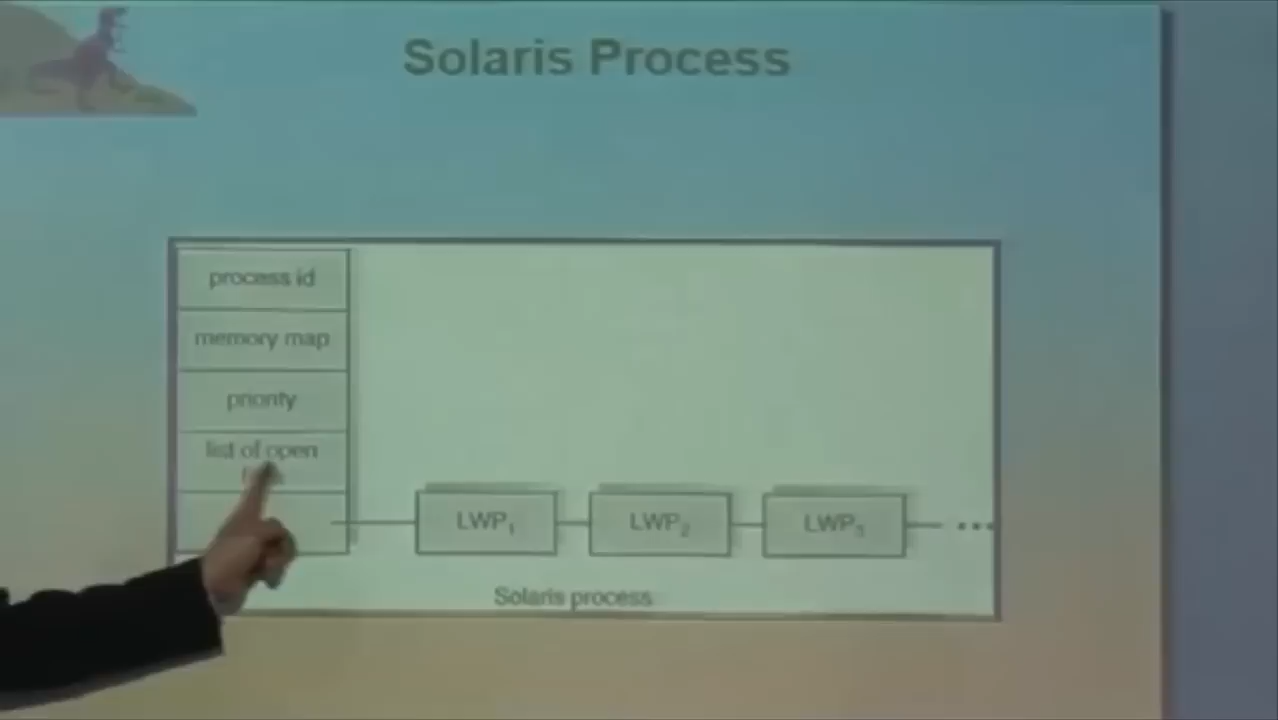 Solaris Process
process id
memory map
priority
list of open
LWP₁
LWP₂
LWP₃
...
Solaris process